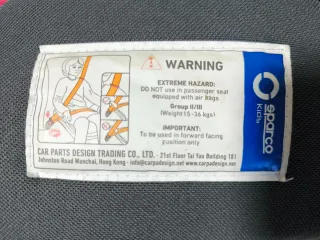 WARNING
EXTREME HAZARD:
DO NOT use in passenger seat
equipped with air bags
Group II/III
(Weight 15-36 kgs)
IMPORTANT:
To be used in forward facing
position only
CAR PARTS DESIGN TRADING CO., LTD. · 21st Floor Tai Yau Building 181
Johnston Road Wanchai, Hong Kong · info@carpadesign.net · carpadesign.net
sparco
Kids